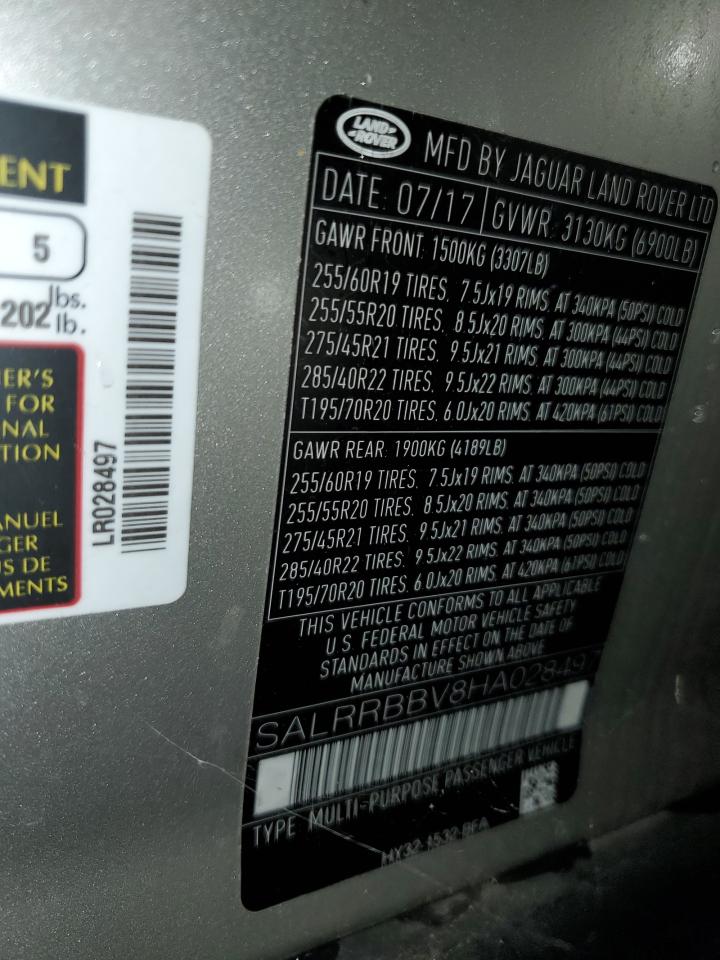 ENT
5
202 lbs.
lb.
ER'S
FOR
NAL
TION
ANUEL
GER
S DE
MENTS
LR028497
LAND
ROVER
MFD BY JAGUAR LAND ROVER LTD
DATE: 07/17 GVWR: 3130KG (6900LB)
GAWR FRONT: 1500KG (3307LB)
255/60R19 TIRES, 7.5Jx19 RIMS, AT 340KPA (50PSI) COLD
255/55R20 TIRES, 8.5Jx20 RIMS, AT 300KPA (44PSI) COLD
275/45R21 TIRES, 9.5Jx21 RIMS, AT 300KPA (44PSI) COLD
285/40R22 TIRES, 9.5Jx22 RIMS, AT 300KPA (44PSI) COLD
T195/70R20 TIRES, 6.0Jx20 RIMS, AT 420KPA (61PSI) COLD
GAWR REAR: 1900KG (4189LB)
255/60R19 TIRES, 7.5Jx19 RIMS, AT 340KPA (50PSI) COLD
255/55R20 TIRES, 8.5Jx20 RIMS, AT 340KPA (50PSI) COLD
275/45R21 TIRES, 9.5Jx21 RIMS, AT 340KPA (50PSI) COLD
285/40R22 TIRES, 9.5Jx22 RIMS, AT 340KPA (50PSI) COLD
T195/70R20 TIRES, 6.0Jx20 RIMS, AT 420KPA (61PSI) COLD
THIS VEHICLE CONFORMS TO ALL APPLICABLE
U.S. FEDERAL MOTOR VEHICLE SAFETY
STANDARDS IN EFFECT ON THE DATE OF
MANUFACTURE SHOWN ABOVE
SALRRBBV8HA028497
TYPE: MULTI-PURPOSE PASSENGER VEHICLE